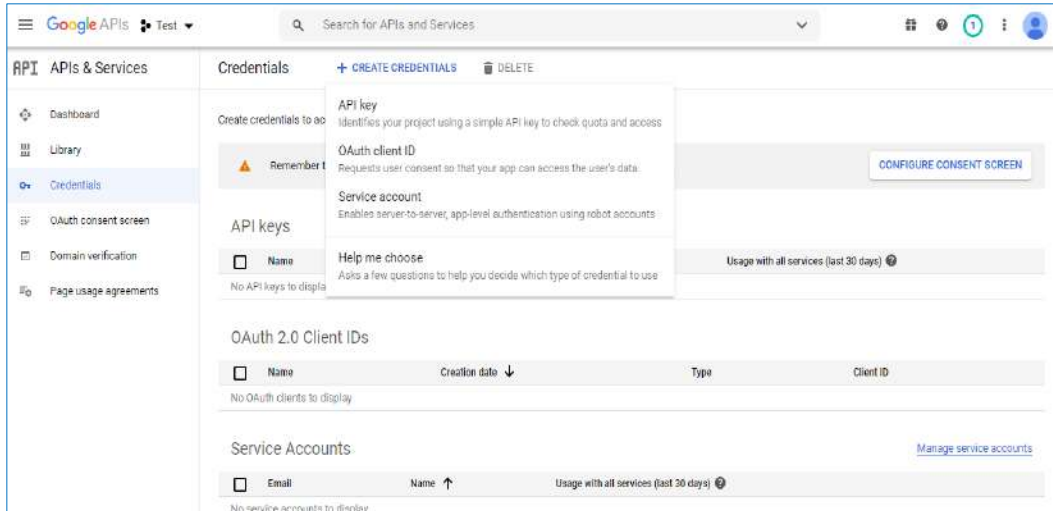 Google APIs Test Search for APIs and Services 1
API APIs & Services Credentials + CREATE CREDENTIALS DELETE
API key
Dashboard Create credentials to ac Identifies your project using a simple API key to check quota and access
OAuth client ID
Library Remember t Requests user consent so that your app can access the user's data CONFIGURE CONSENT SCREEN
Credentials
Service account
Enables server-to-server, app-level authentication using robot accounts
OAuth consent screen API keys
Domain verification Name Help me choose Usage with all services (last 30 days)
Asks a few questions to help you decide which type of credential to use
Page usage agreements No API keys to displa
OAuth 2.0 Client IDs
Name Creation date Type Client ID
No OAuth clients to display
Service Accounts Manage service accounts
Email Name Usage with all services (last 30 days)
No service accounts to display